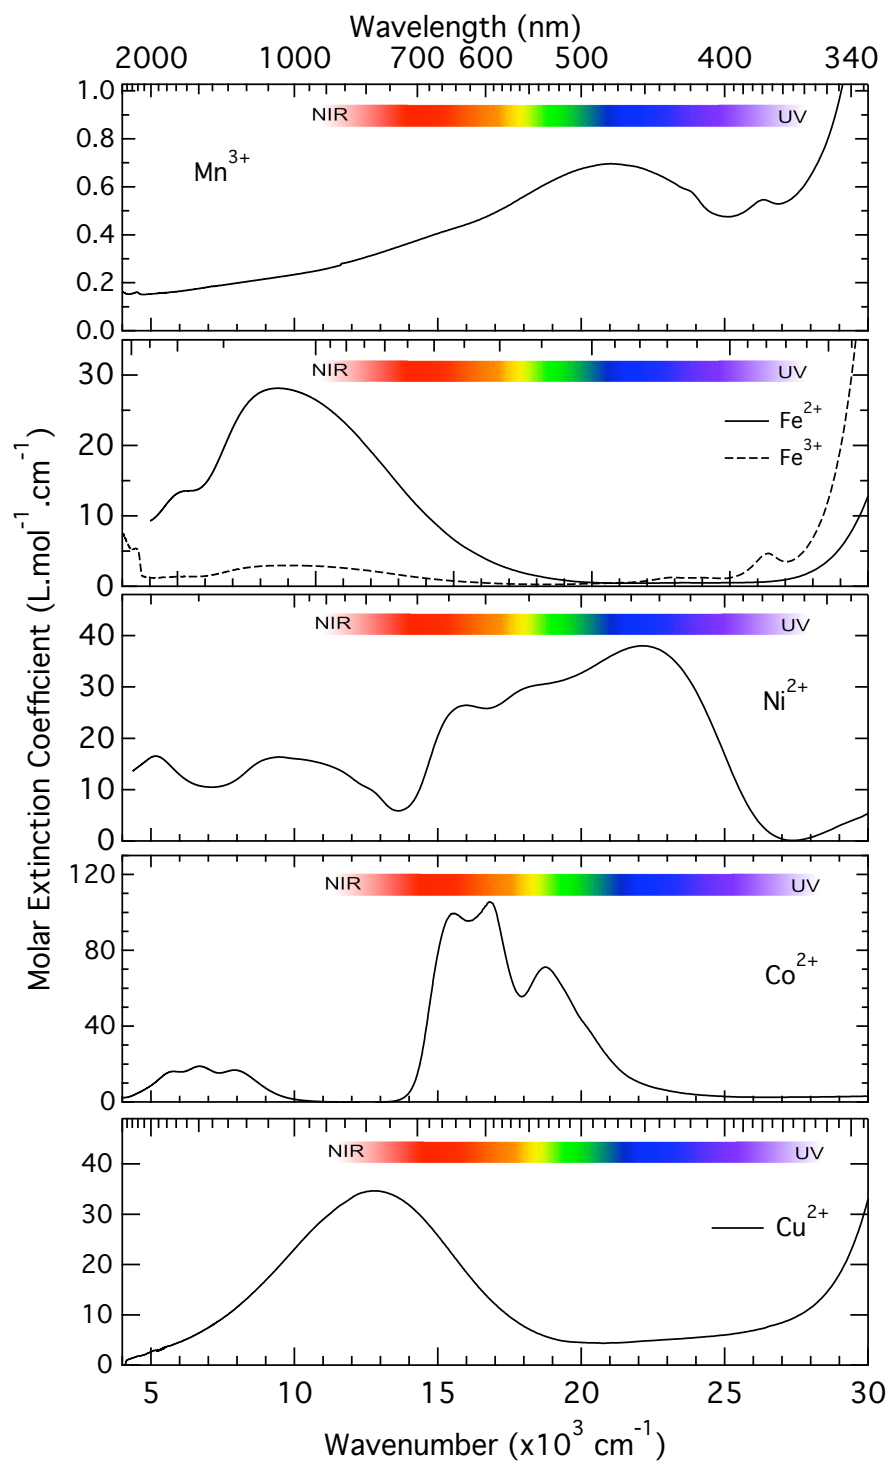 Wavelength (nm)
2000 1000 700 600 500 400 340
Molar Extinction Coefficient (L.mol⁻¹.cm⁻¹)
1.0
NIR UV
0.8
Mn³⁺
0.6
0.4
0.2
0.0
30
NIR UV
Fe²⁺
20
Fe³⁺
10
0
40
NIR UV
30
Ni²⁺
20
10
0
120
NIR UV
80
Co²⁺
40
0
40
NIR UV
30
Cu²⁺
20
10
0
5 10 15 20 25 30
Wavenumber (x10³ cm⁻¹)